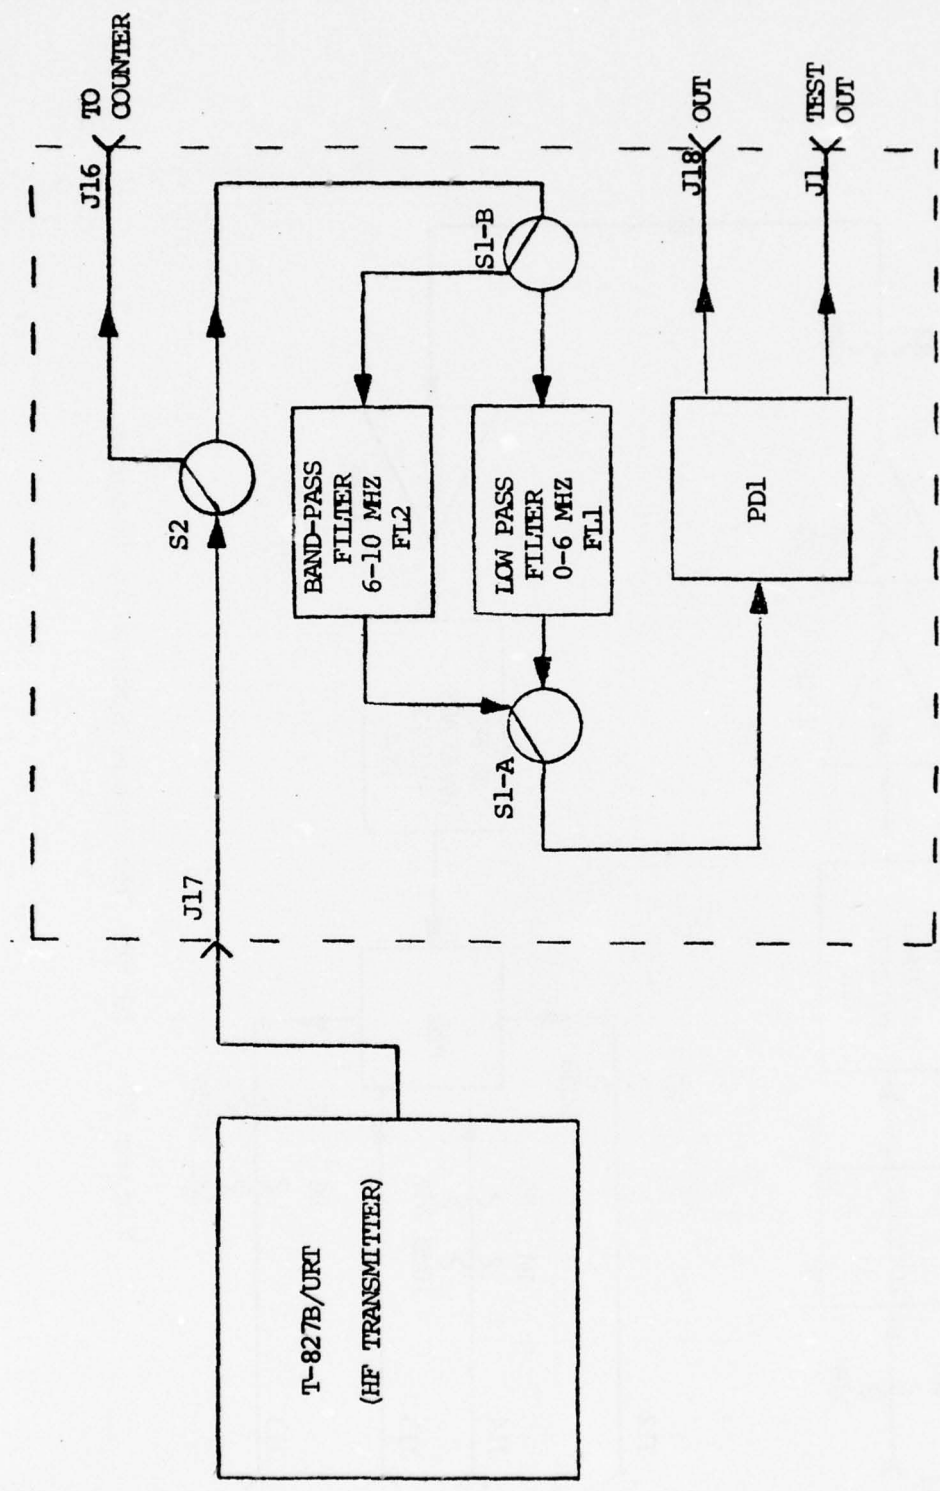 T-827B/URT
(HF TRANSMITTER)
J17
S2
J16
TO
COUNTER
BAND-PASS
FILTER
6-10 MHZ
FL2
S1-B
LOW PASS
FILTER
0-6 MHZ
FL1
S1-A
PD1
J18
OUT
J1
TEST
OUT